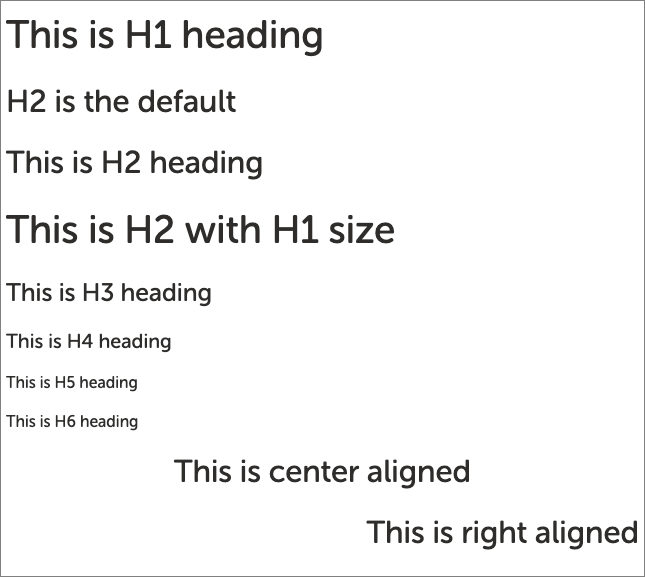 This is H1 heading
H2 is the default
This is H2 heading
This is H2 with H1 size
This is H3 heading
This is H4 heading
This is H5 heading
This is H6 heading
This is center aligned
This is right aligned